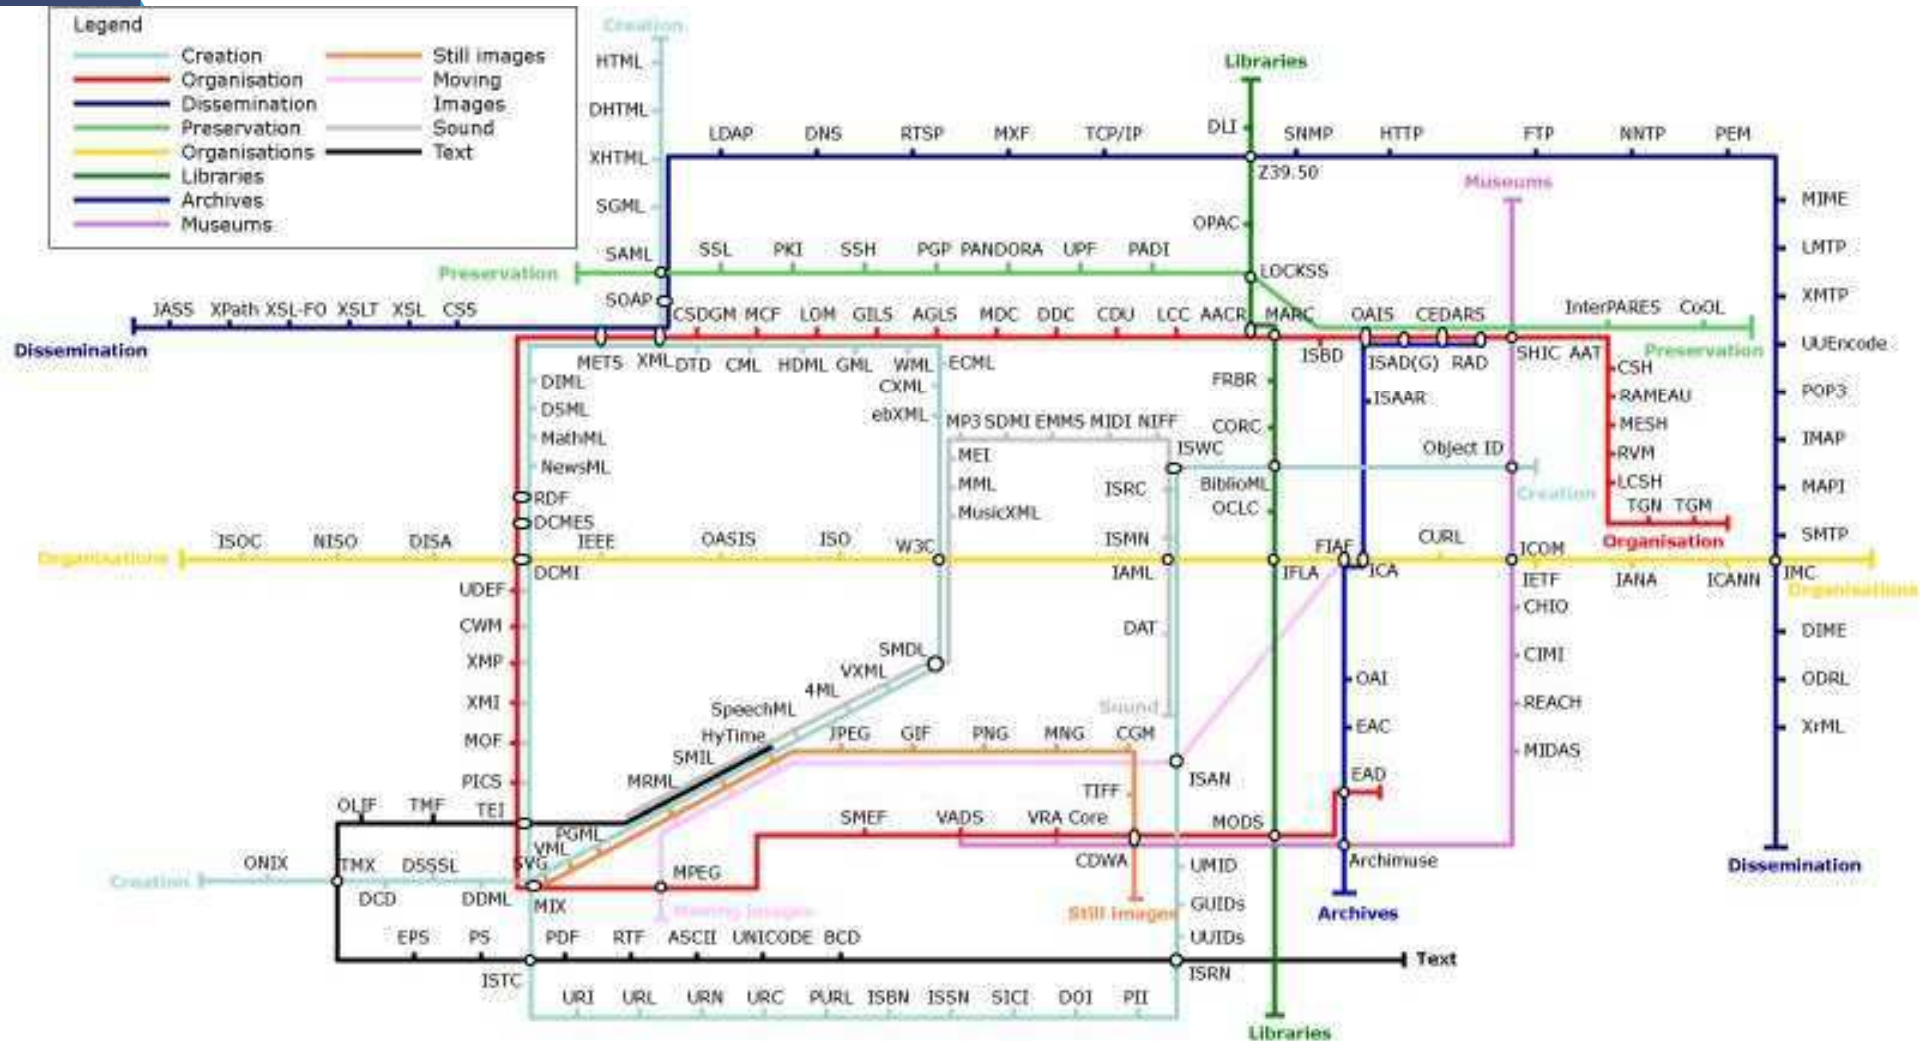 Legend
Creation
Organisation
Dissemination
Preservation
Organisations
Libraries
Archives
Museums
Still images
Moving
Images
Sound
Text
Creation
HTML
DHTML
XHTML
SGML
SAML
SOAP
Libraries
DLI
LDAP DNS RTSP MXF TCP/IP
SNMP HTTP FTP NNTP PEM
Z39.50
Museums
OPAC
MIME
LMTP
XMTP
UUEncode
POP3
IMAP
MAPI
SMTP
Preservation
SSL PKI SSH PGP PANDORA UPF PADI
LOCKSS
JASS XPath XSL-FO XSLT XSL CSS
Dissemination
CSDGM MCF LOM GILS AGLS MDC DDC CDU LCC AACR MARC OAIS CEDARS
InterPARES CoOL
Preservation
METS XML DTD CML HDML GML WML ECML
ISBD ISAD(G) RAD SHIC AAT
CXML
ebXML
DIML
DSML
MathML
NewsML
RDF
DCMES
FRBR
CORC
ISAAR
CSH
RAMEAU
MESH
RVM
LCSH
TGN TGM
Organisation
MP3 SDMI EMMS MIDI NIFF
MEI
MML
MusicXML
ISWC
ISRC
ISMN
BiblioML
OCLC
Object ID
Creation
Organisations
ISOC NISO DISA IEEE OASIS ISO W3C
FIAF CURL ICOM
DCMI
IAML
IFLA
ICA
IETF IANA ICANN IMC
Organisations
UDEF
CWM
XMP
XMI
MOF
PICS
TEI
DAT
Sound
SMDL
VXML
4ML
SpeechML
HyTime
SMIL
MRML
PGML
VML
SVG
CHIO
CIMI
REACH
MIDAS
DIME
ODRL
XrML
Dissemination
OAI
EAC
EAD
JPEG GIF PNG MNG CGM
ISAN
TIFF
OLIF TMF
SMEF VADS VRA Core
MODS
CDWA
Archimuse
Archives
Creation
ONIX TMX DSSSL
DCD DDML MIX
MPEG
Moving Images
Still images
UMID
GUIDs
UUIDs
EPS PS PDF RTF ASCII UNICODE BCD
ISTC
ISRN
Text
URI URL URN URC PURL ISBN ISSN SICI DOI PII
Libraries